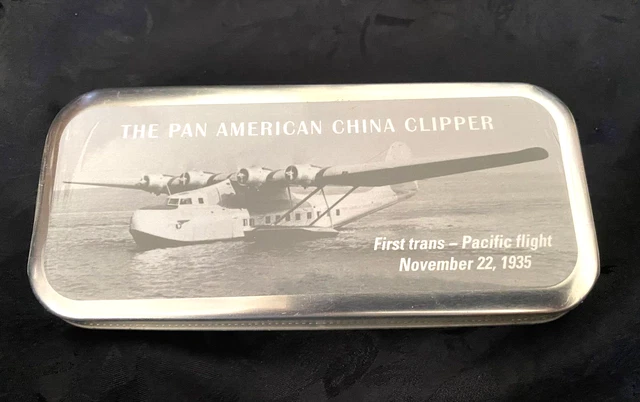 THE PAN AMERICAN CHINA CLIPPER
First trans – Pacific flight
November 22, 1935